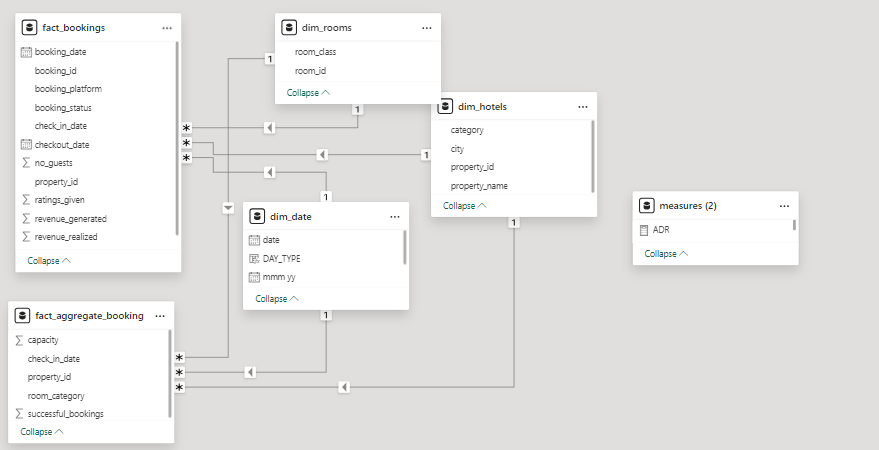 fact_bookings
booking_date
booking_id
booking_platform
booking_status
check_in_date
checkout_date
no_guests
property_id
ratings_given
revenue_generated
revenue_realized
Collapse
dim_rooms
room_class
room_id
Collapse
1
1
dim_hotels
category
city
property_id
property_name
Collapse
1
1
*
*
*
1
dim_date
date
DAY_TYPE
mmm yy
Collapse
1
measures (2)
ADR
Collapse
fact_aggregate_booking
capacity
check_in_date
property_id
room_category
successful_bookings
Collapse
*
*
*